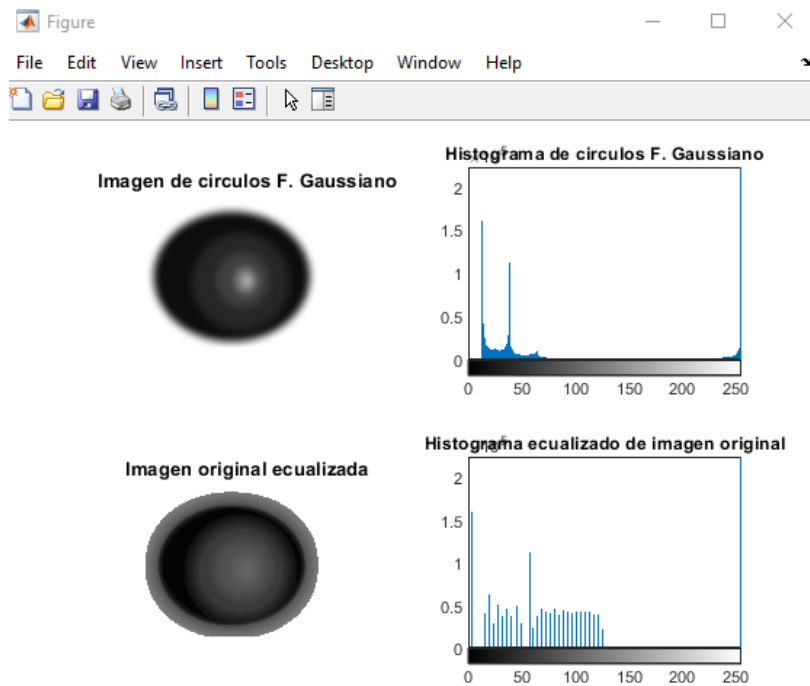 Figure
File Edit View Insert Tools Desktop Window Help
Imagen de circulos F. Gaussiano
Histograma de circulos F. Gaussiano
2
1.5
1
0.5
0
0 50 100 150 200 250
Imagen original ecualizada
Histograma ecualizado de imagen original
2
1.5
1
0.5
0
0 50 100 150 200 250